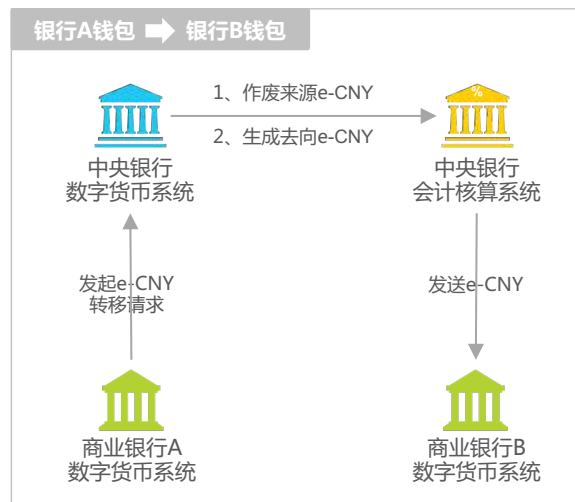 银行A钱包 银行B钱包
1、作废来源e-CNY
2、生成去向e-CNY
%
中央银行
数字货币系统
中央银行
会计核算系统
发起e-CNY
转移请求
发送e-CNY
商业银行A
数字货币系统
商业银行B
数字货币系统